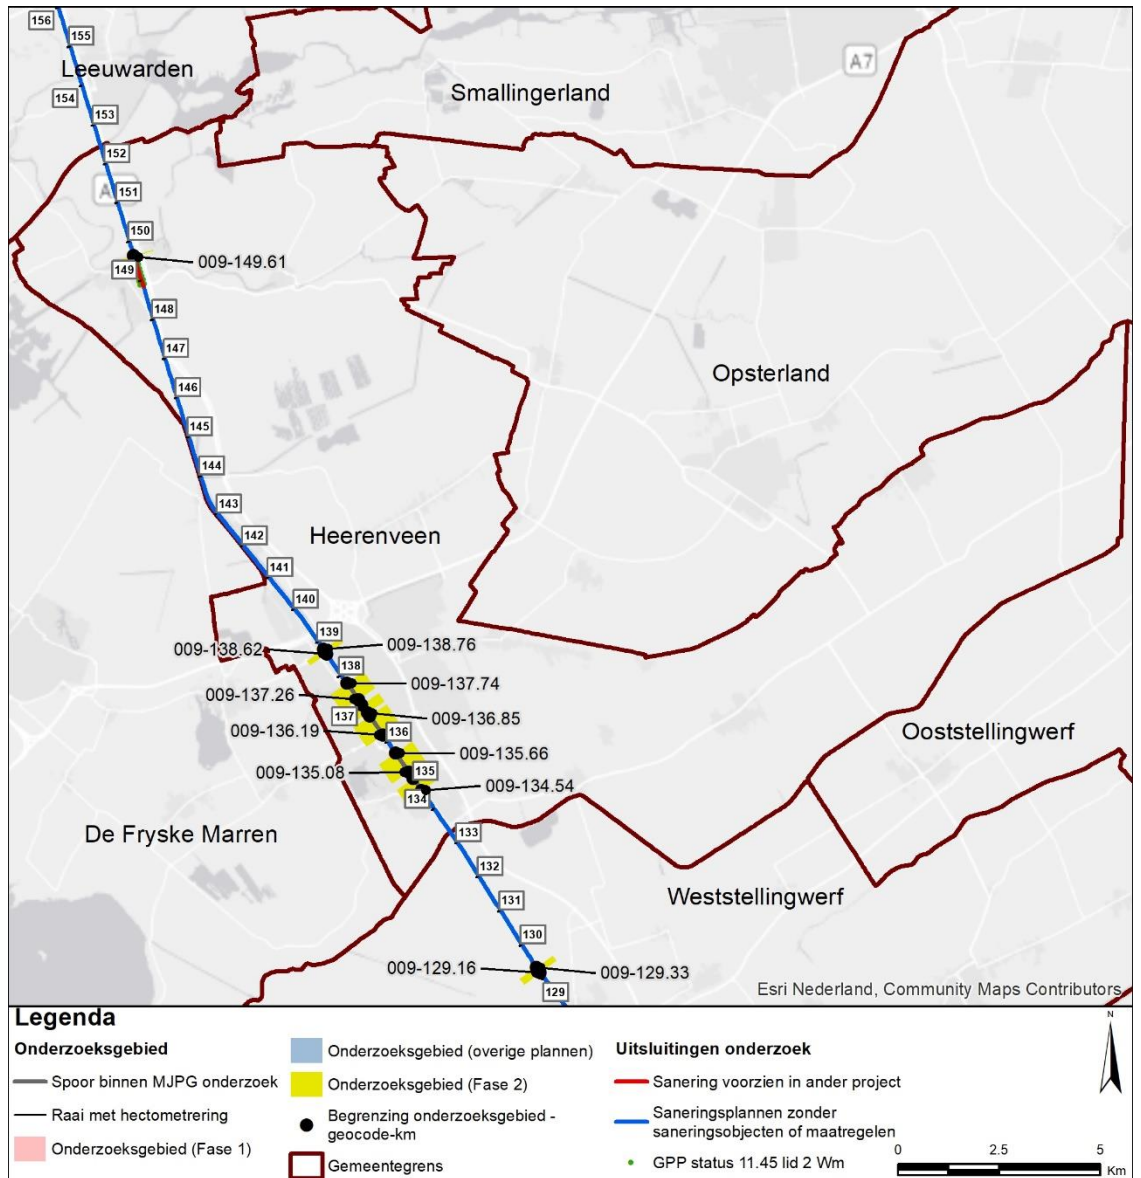 156
155
Leeuwarden
154
A7
Smallingerland
153
152
151
150
009-149.61
149
148
147
146
Opsterland
145
144
143
Heerenveen
142
141
140
139
009-138.76
009-138.62
138
009-137.74
009-137.26
137
009-136.85
009-136.19
136
Ooststellingwerf
009-135.66
009-135.08
135
009-134.54
134
De Fryske Marren
133
132
Weststellingwerf
131
130
009-129.16
009-129.33
129
Esri Nederland, Community Maps Contributors
Legenda
Onderzoeksgebied
Spoor binnen MJPG onderzoek
Raai met hectometrering
Onderzoeksgebied (Fase 1)
Onderzoeksgebied (overige plannen)
Onderzoeksgebied (Fase 2)
Begrenzing onderzoeksgebied -
geocode-km
Gemeentegrens
Uitsluitingen onderzoek
Sanering voorzien in ander project
Saneringsplannen zonder
saneringsobjecten of maatregelen
GPP status 11.45 lid 2 Wm
N
0 2.5 5
Km